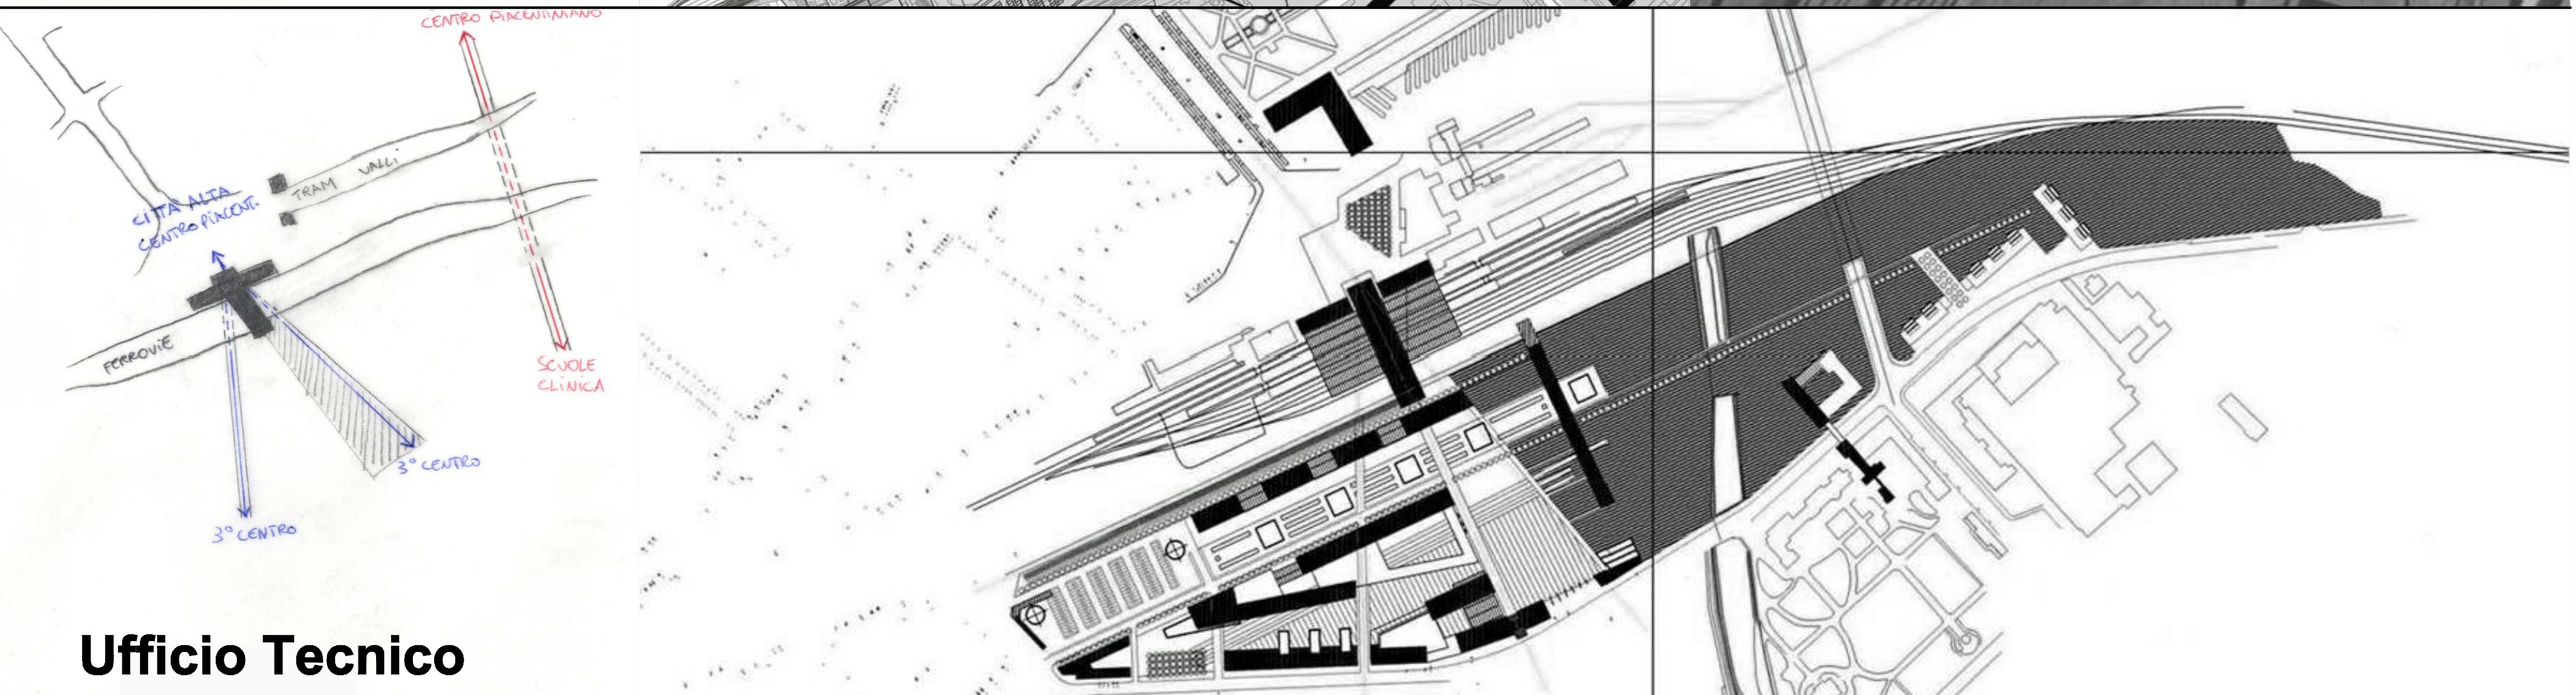 CENTRO PIACENTINIANO
TRAM VALLI
CITTÀ ALTA
CENTRO PIACENT.
FERROVIE
SCUOLE
CLINICA
3° CENTRO
3° CENTRO
Ufficio Tecnico